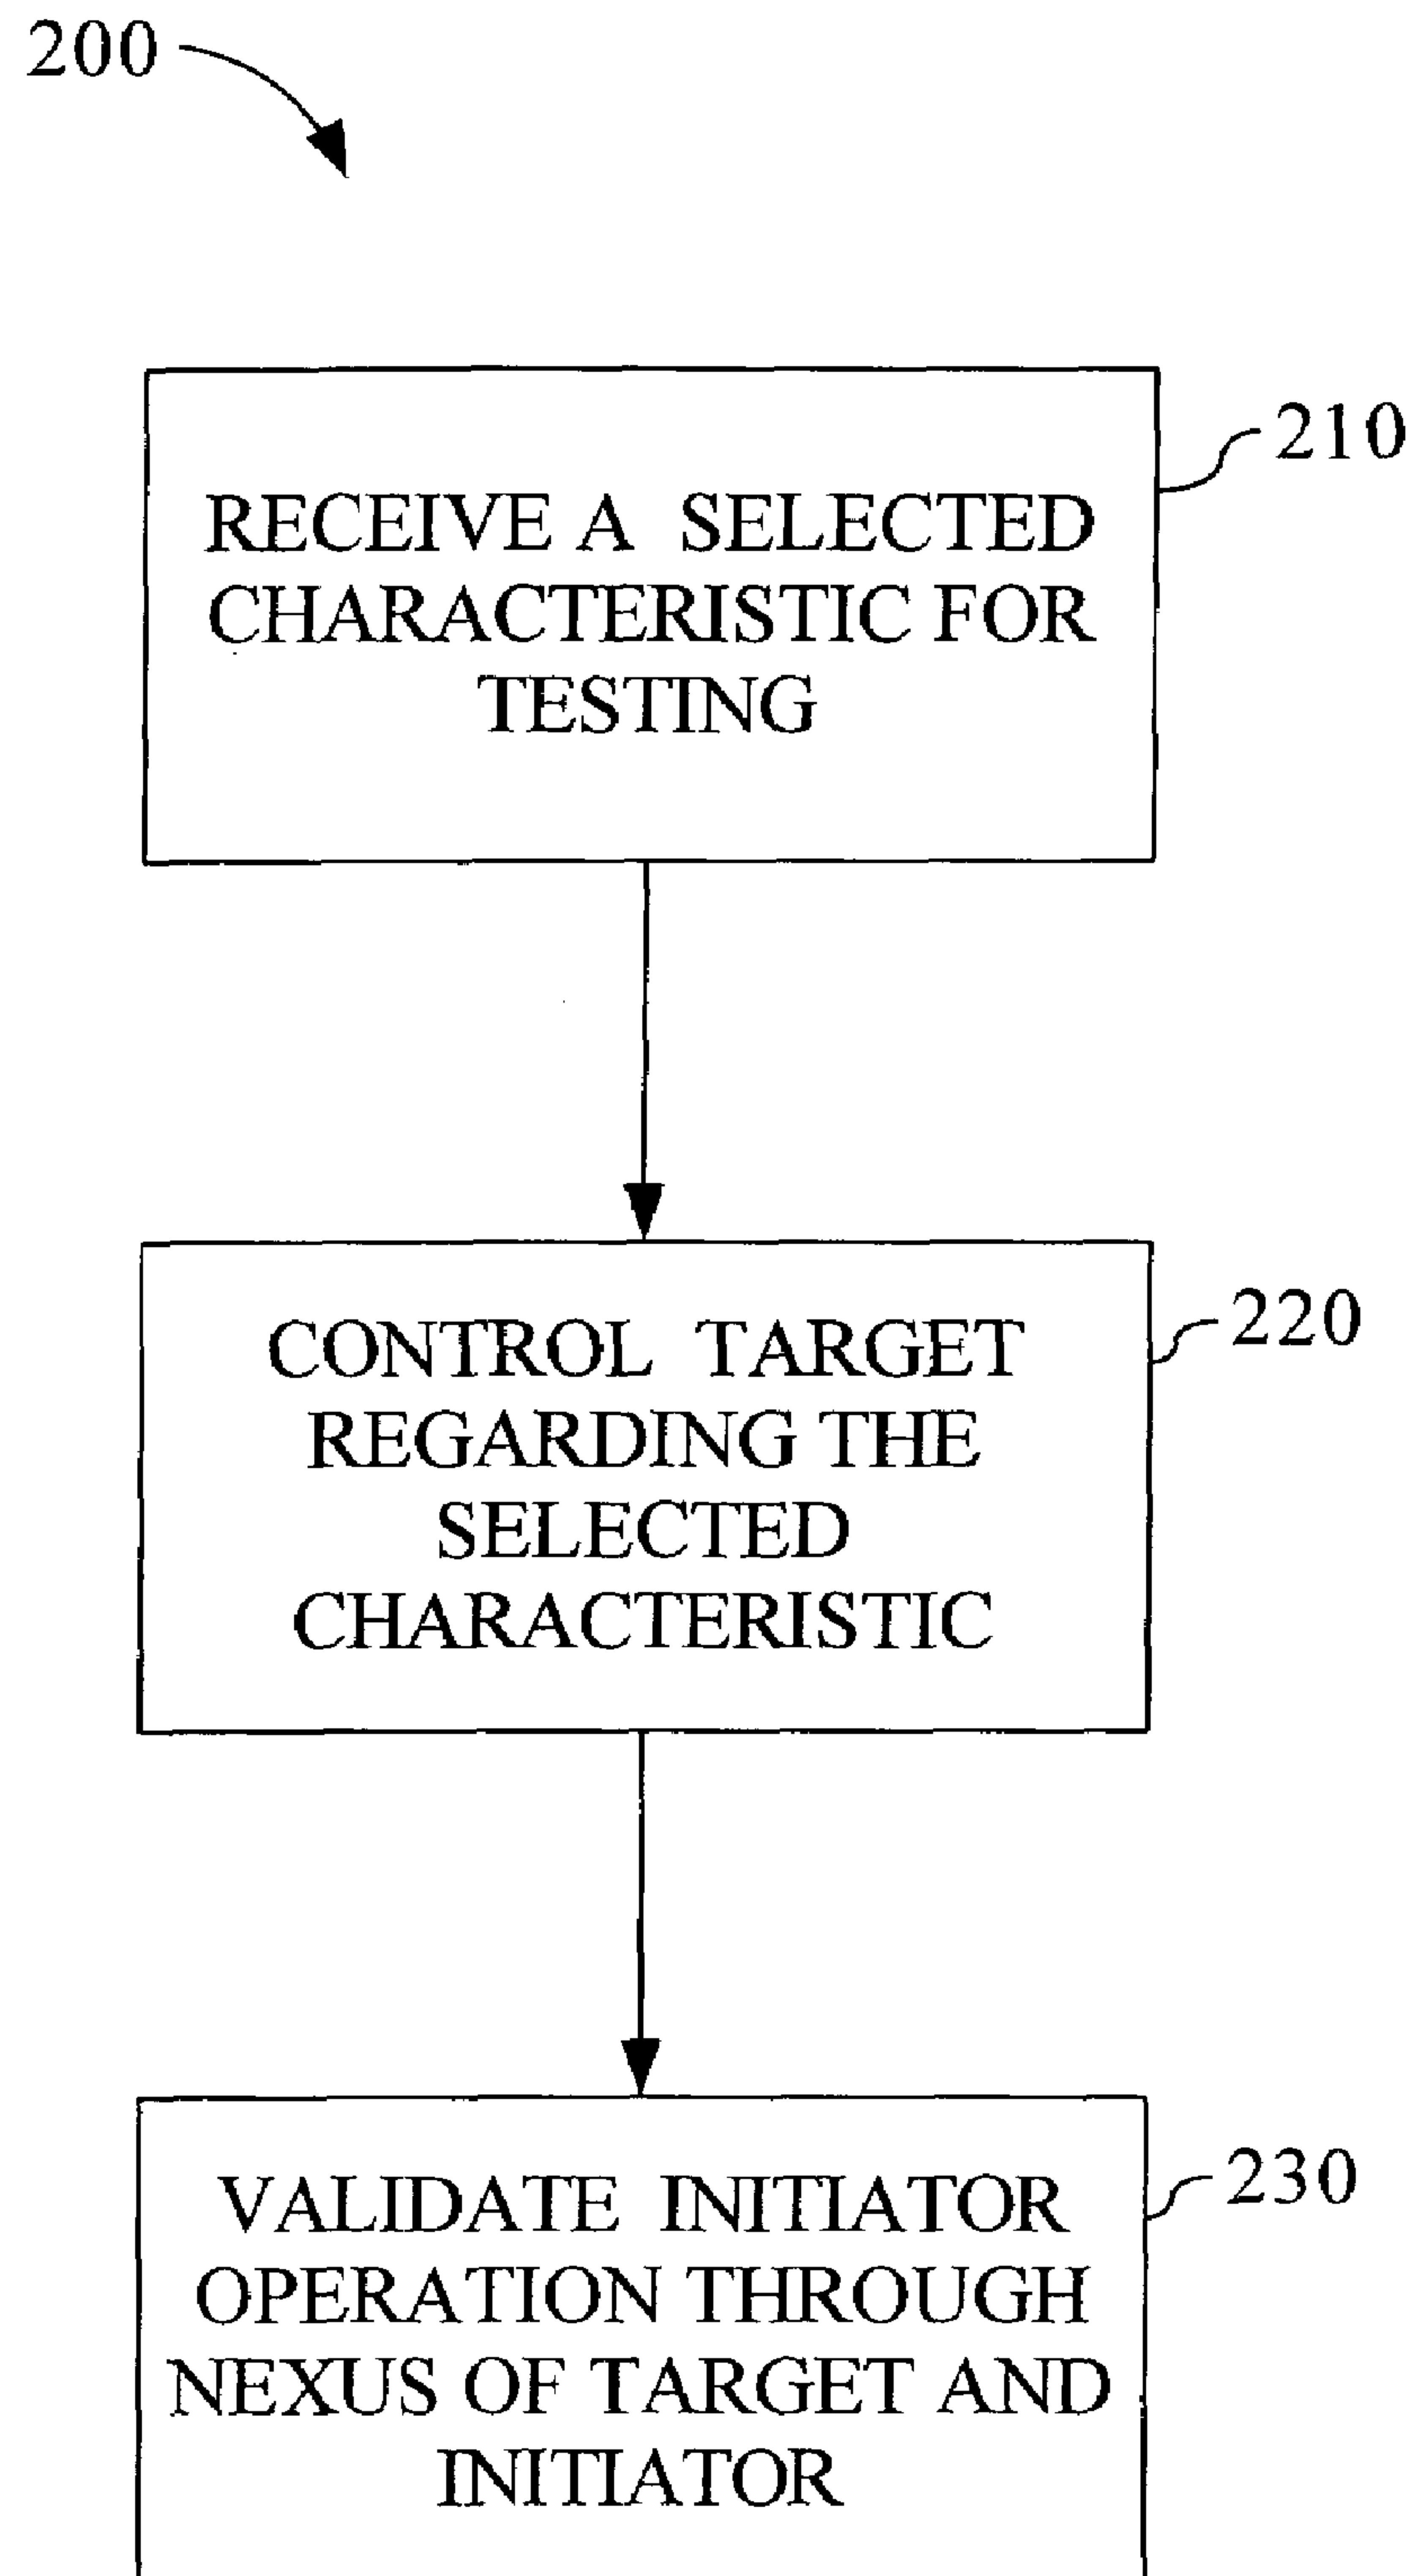 200
210
RECEIVE A SELECTED
CHARACTERISTIC FOR
TESTING
220
CONTROL TARGET
REGARDING THE
SELECTED
CHARACTERISTIC
230
VALIDATE INITIATOR
OPERATION THROUGH
NEXUS OF TARGET AND
INITIATOR